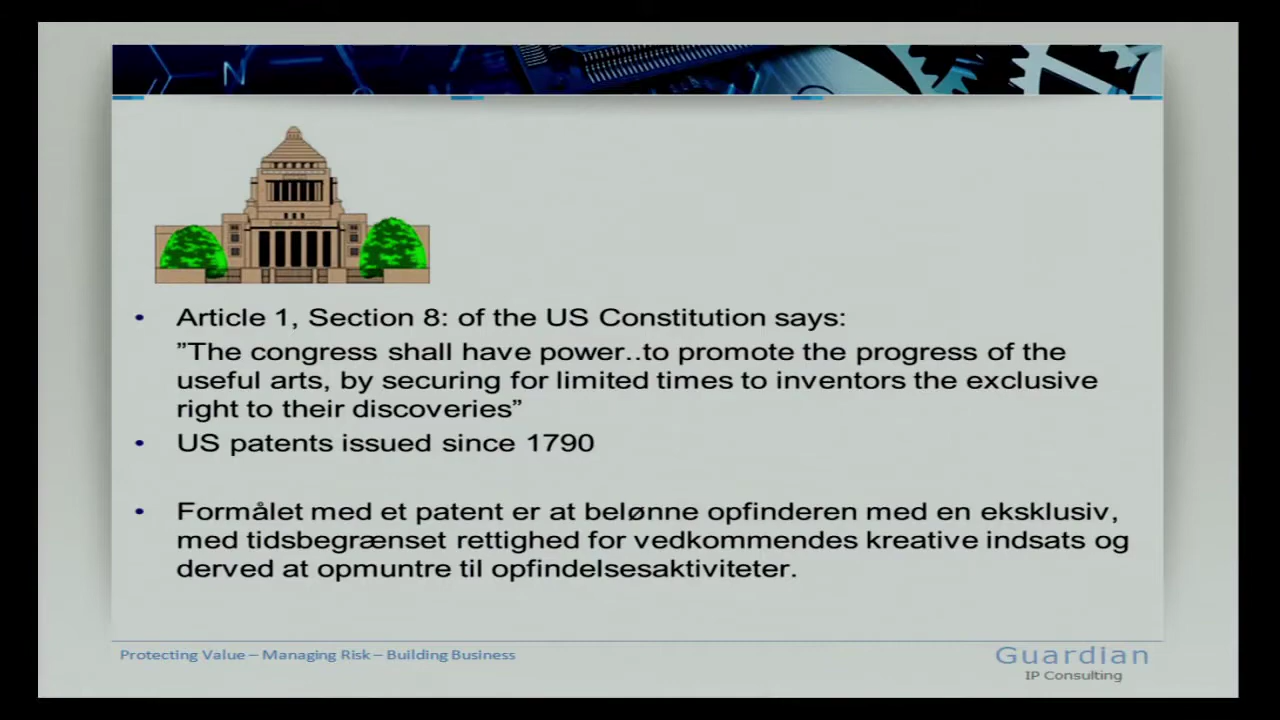 N
• Article 1, Section 8: of the US Constitution says:
”The congress shall have power..to promote the progress of the
useful arts, by securing for limited times to inventors the exclusive
right to their discoveries”
• US patents issued since 1790
• Formålet med et patent er at belønne opfinderen med en eksklusiv,
med tidsbegrænset rettighed for vedkommendes kreative indsats og
derved at opmuntre til opfindelsesaktiviteter.
Protecting Value – Managing Risk – Building Business
Guardian
IP Consulting